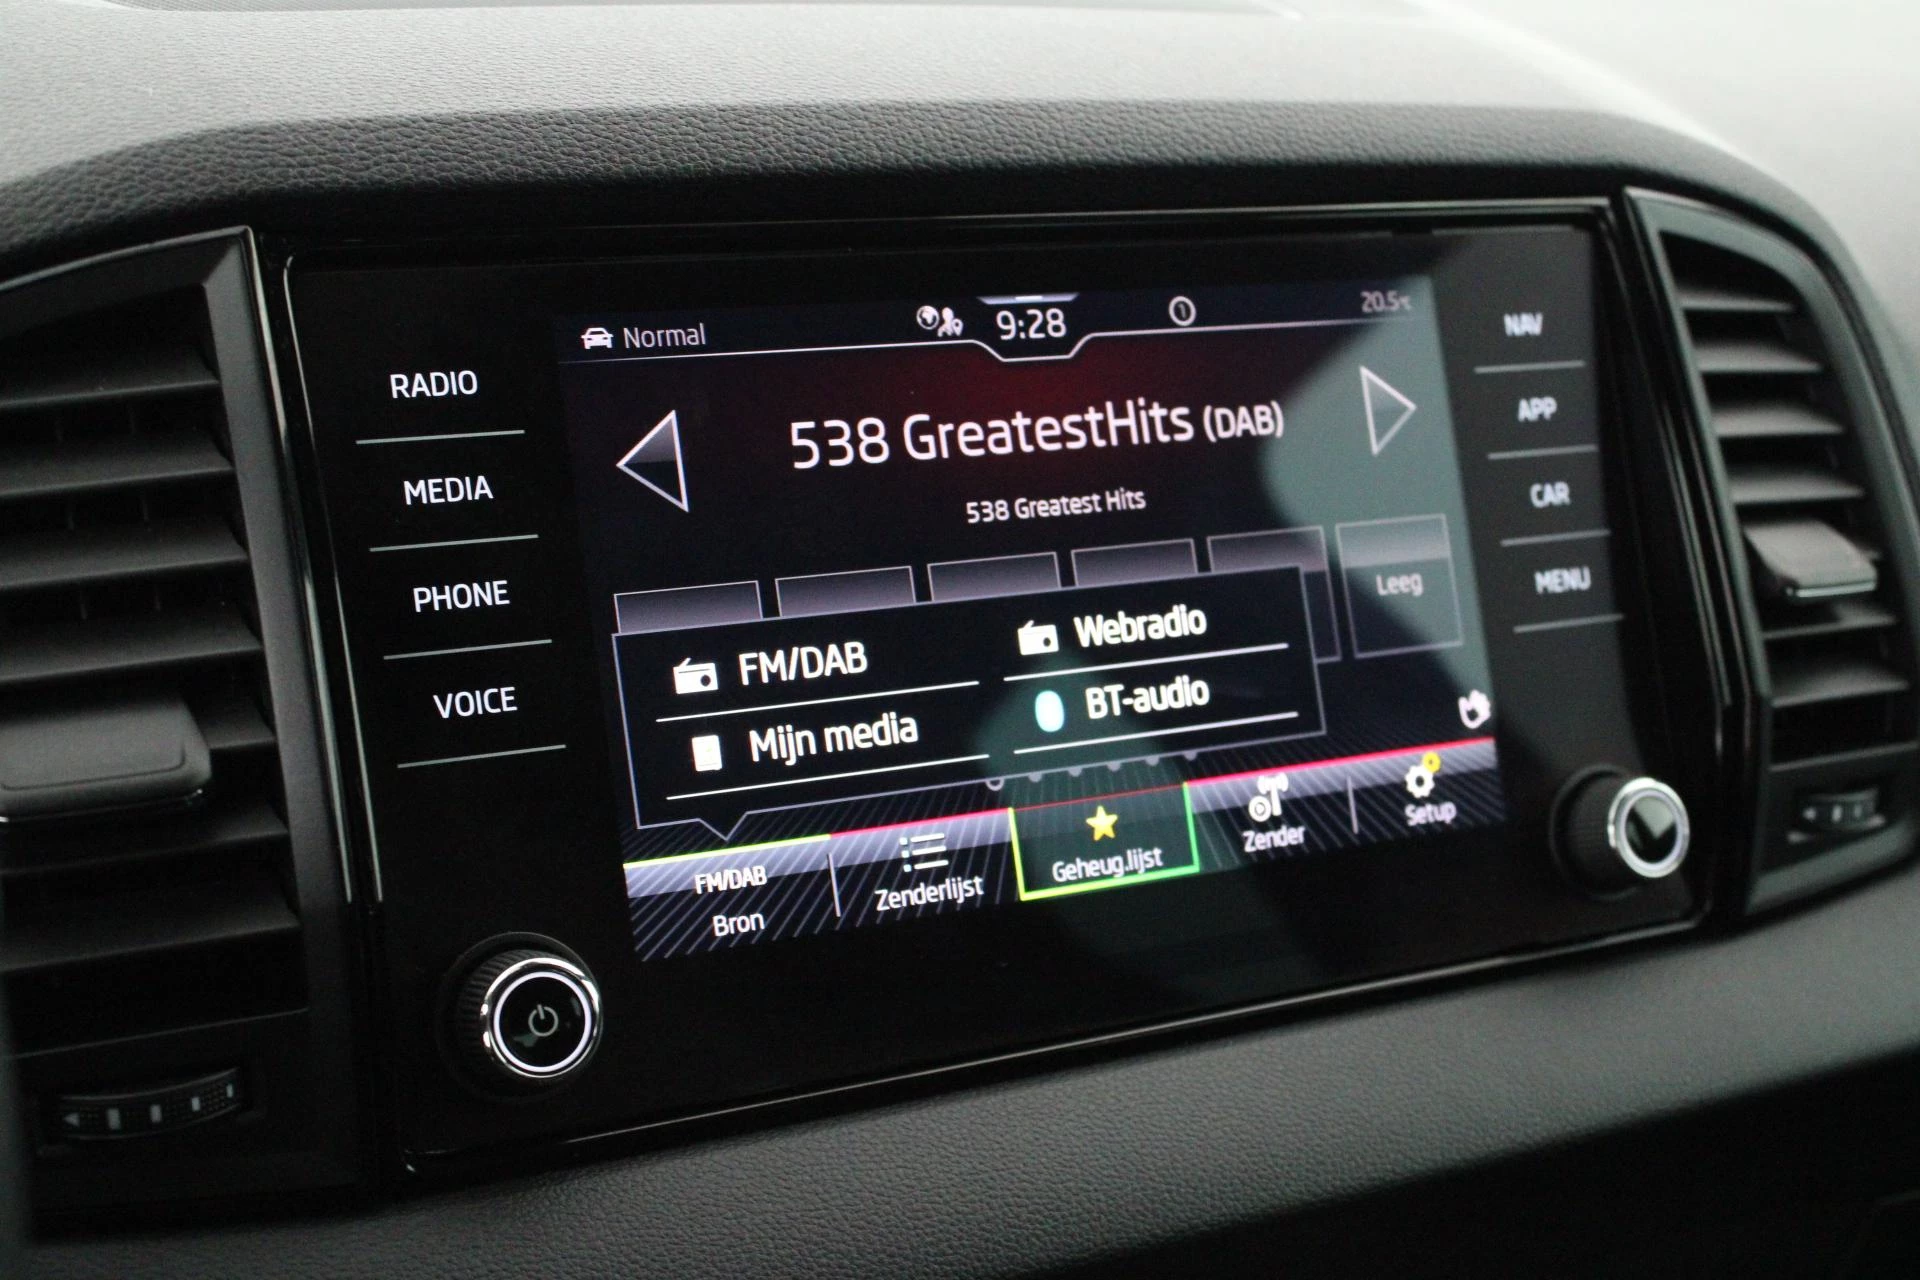 RADIO
MEDIA
PHONE
VOICE
Normal
9:28
1
20.5°C
538 GreatestHits (DAB)
538 Greatest Hits
Leeg
FM/DAB
Webradio
Mijn media
BT-audio
FM/DAB
Bron
Zenderlijst
Geheug.lijst
Zender
Setup
NAV
APP
CAR
MENU